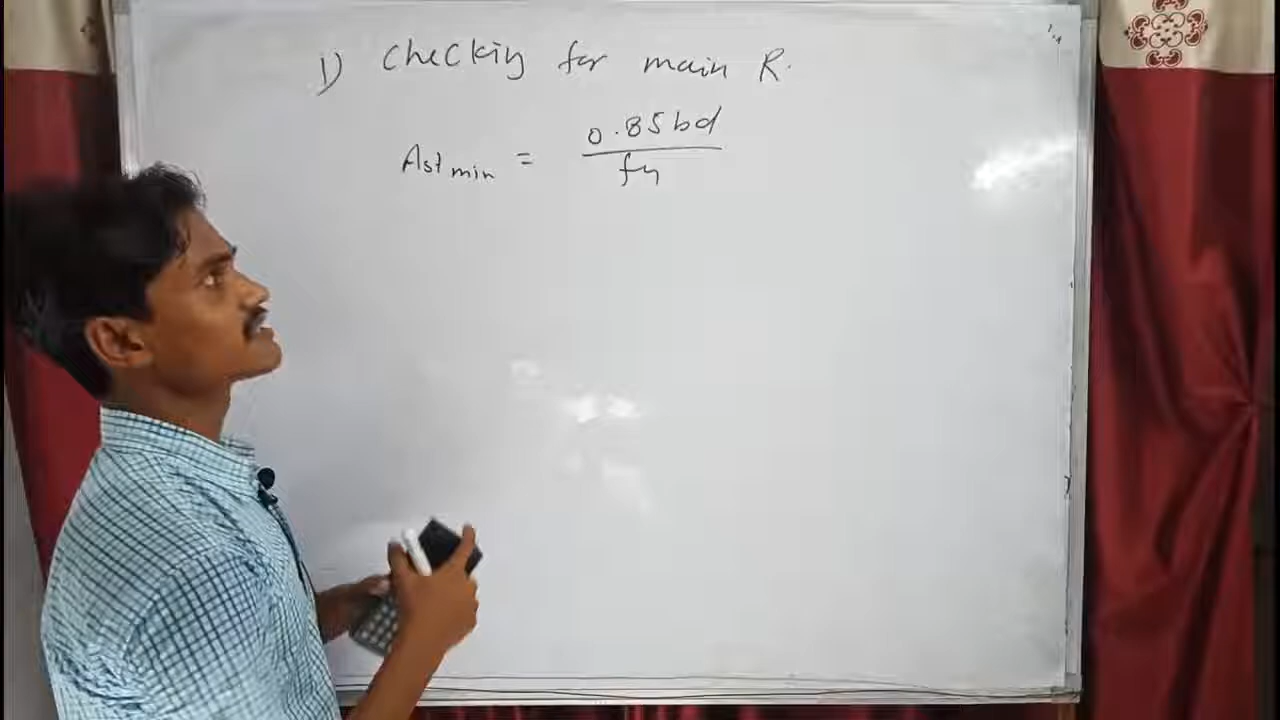 1) Checking for main R.
Ast min = 0.85bd / fy